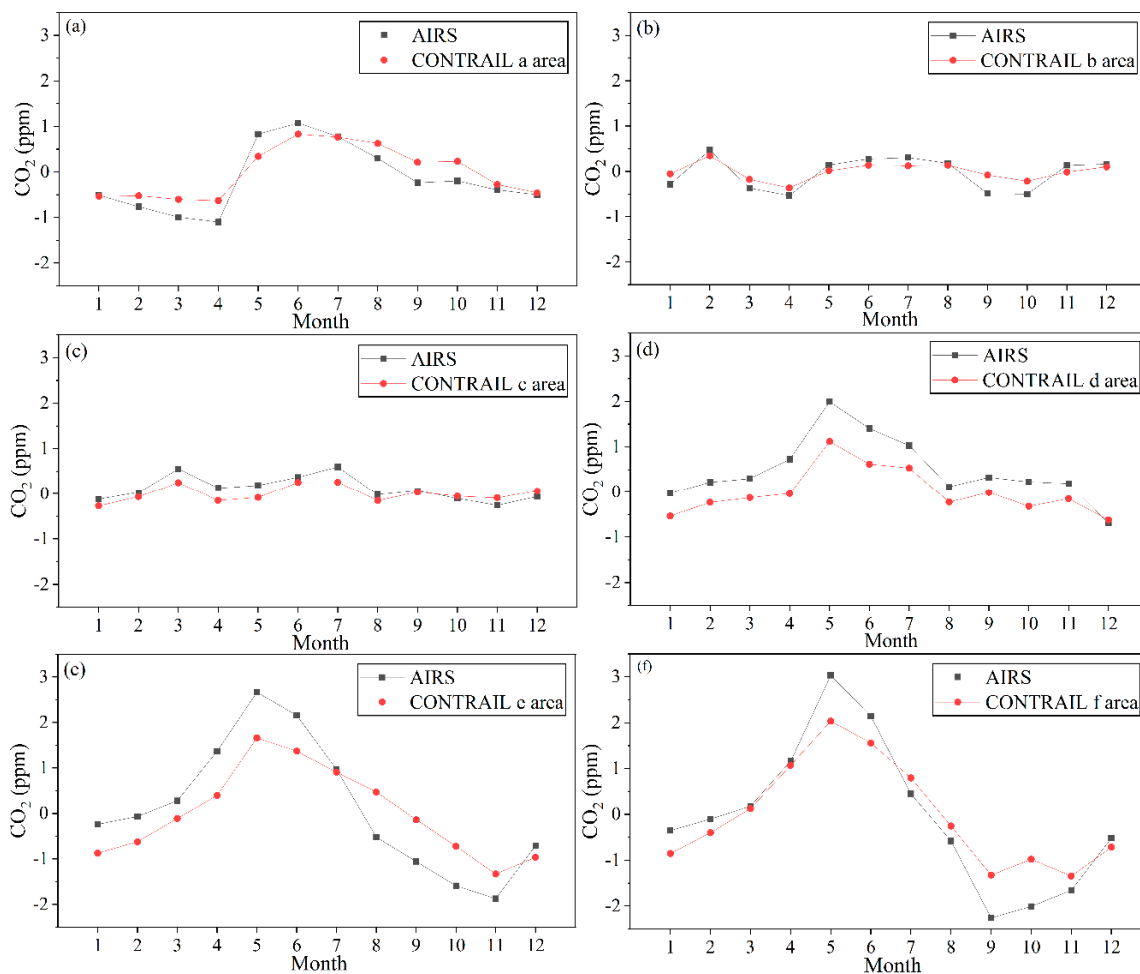 (a)
AIRS
CONTRAIL a area
CO2 (ppm)
3
2
1
0
-1
-2
1 2 3 4 5 6 7 8 9 10 11 12
Month
(b)
AIRS
CONTRAIL b area
CO2 (ppm)
3
2
1
0
-1
-2
1 2 3 4 5 6 7 8 9 10 11 12
Month
(c)
AIRS
CONTRAIL c area
CO2 (ppm)
3
2
1
0
-1
-2
1 2 3 4 5 6 7 8 9 10 11 12
Month
(d)
AIRS
CONTRAIL d area
CO2 (ppm)
3
2
1
0
-1
-2
1 2 3 4 5 6 7 8 9 10 11 12
Month
(e)
AIRS
CONTRAIL e area
CO2 (ppm)
3
2
1
0
-1
-2
1 2 3 4 5 6 7 8 9 10 11 12
Month
(f)
AIRS
CONTRAIL f area
CO2 (ppm)
3
2
1
0
-1
-2
1 2 3 4 5 6 7 8 9 10 11 12
Month